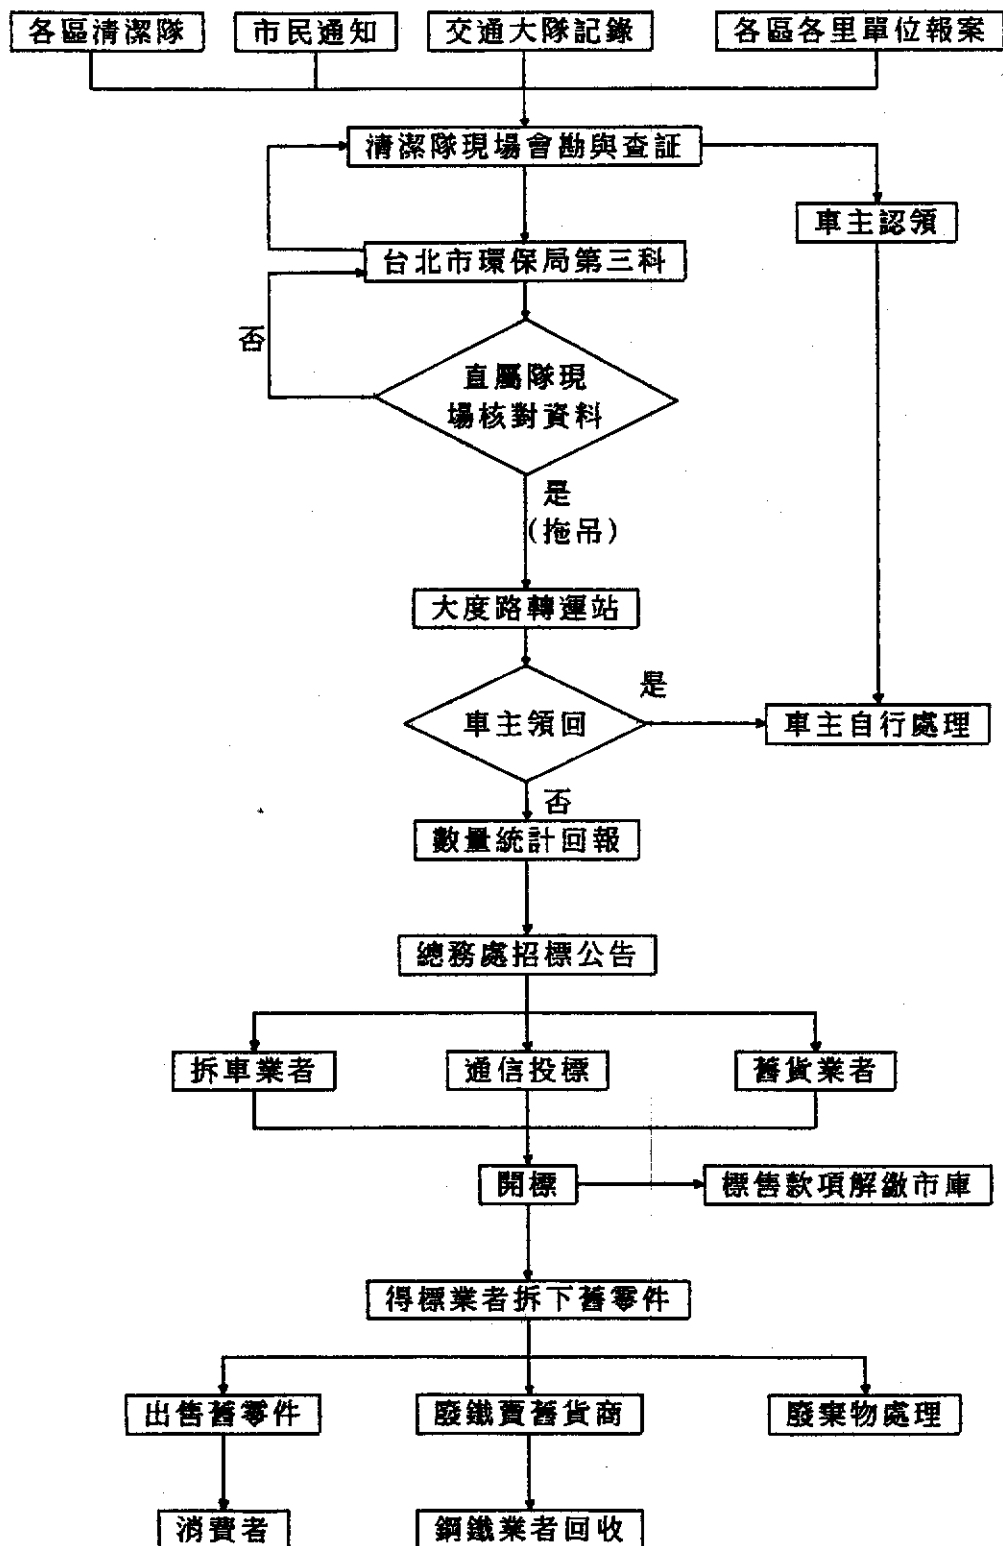 各區清潔隊
市民通知
交通大隊記錄
各區各里單位報案
清潔隊現場會勘與查証
車主認領
台北市環保局第三科
否
直屬隊現
場核對資料
是
(拖吊)
大度路轉運站
是
車主領回
車主自行處理
否
數量統計回報
總務處招標公告
拆車業者
通信投標
舊貨業者
開標
標售款項解繳市庫
得標業者拆下舊零件
出售舊零件
廢鐵賣舊貨商
廢棄物處理
消費者
鋼鐵業者回收